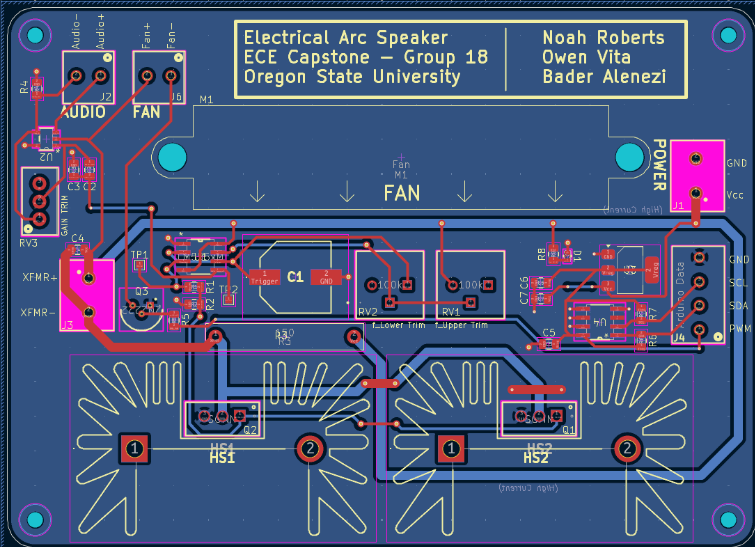 Audio-
Audio+
Fan+
Fan-
Electrical Arc Speaker
ECE Capstone - Group 18
Oregon State University
Noah Roberts
Owen Vita
Bader Alenezi
R4
J2
J6
AUDIO
FAN
M1
U2
Fan
M1
FAN
POWER
GND
Vcc
J1
(High Current)
C3
C2
GAIN TRIM
RV3
C4
TP1
XFMR+
XFMR-
J3
Q3
R1
R2
TP2
R5
1
Trigger
C1
2
GND
100k
100k
RV2
RV1
f_Lower Trim
f_Upper Trim
R8
D1
C6
C7
Vreg
U4
C5
R7
R6
Arduino Data
GND
SCL
SDA
PWM
J4
R3
Q2
Q1
1
2
HS1
HS1
1
2
HS2
HS2
(High Current)